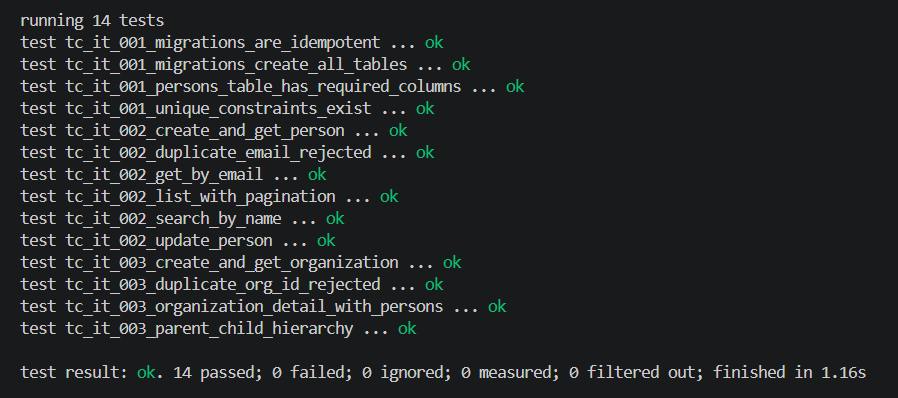 running 14 tests
test tc_it_001_migrations_are_idempotent ... ok
test tc_it_001_migrations_create_all_tables ... ok
test tc_it_001_persons_table_has_required_columns ... ok
test tc_it_001_unique_constraints_exist ... ok
test tc_it_002_create_and_get_person ... ok
test tc_it_002_duplicate_email_rejected ... ok
test tc_it_002_get_by_email ... ok
test tc_it_002_list_with_pagination ... ok
test tc_it_002_search_by_name ... ok
test tc_it_002_update_person ... ok
test tc_it_003_create_and_get_organization ... ok
test tc_it_003_duplicate_org_id_rejected ... ok
test tc_it_003_organization_detail_with_persons ... ok
test tc_it_003_parent_child_hierarchy ... ok
test result: ok. 14 passed; 0 failed; 0 ignored; 0 measured; 0 filtered out; finished in 1.16s